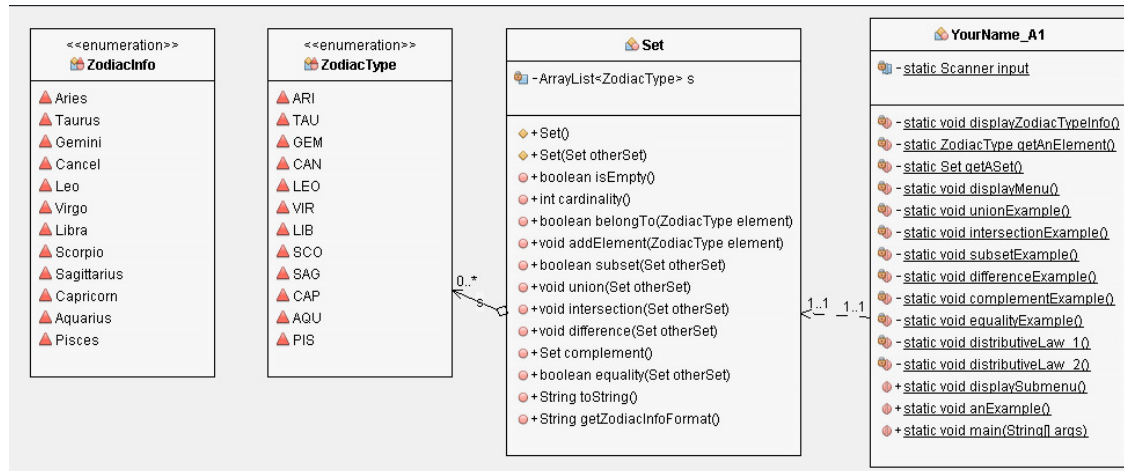 <<enumeration>>
ZodiacInfo
Aries
Taurus
Gemini
Cancel
Leo
Virgo
Libra
Scorpio
Sagittarius
Capricorn
Aquarius
Pisces
<<enumeration>>
ZodiacType
ARI
TAU
GEM
CAN
LEO
VIR
LIB
SCO
SAG
CAP
AQU
PIS
0..*
s
Set
-ArrayList<ZodiacType> s
+Set()
+Set(Set otherSet)
+boolean isEmpty()
+int cardinality()
+boolean belongTo(ZodiacType element)
+void addElement(ZodiacType element)
+boolean subset(Set otherSet)
+void union(Set otherSet)
+void intersection(Set otherSet)
+void difference(Set otherSet)
+Set complement()
+boolean equality(Set otherSet)
+String toString()
+String getZodiacInfoFormat()
1..1 1..1
YourName_A1
-static Scanner input
-static void displayZodiacTypeInfo()
-static ZodiacType getAnElement()
-static Set getASet()
-static void displayMenu()
-static void unionExample()
-static void intersectionExample()
-static void subsetExample()
-static void differenceExample()
-static void complementExample()
-static void equalityExample()
-static void distributiveLaw_1()
-static void distributiveLaw_2()
+static void displaySubmenu()
+static void anExample()
+static void main(String[] args)